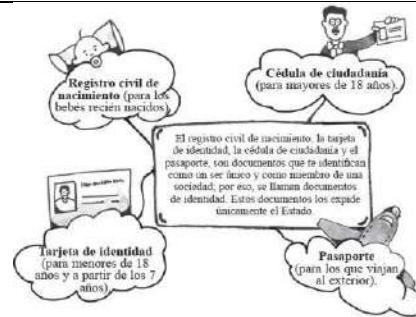 Registro civil de
nacimiento (para los
bebés recién nacidos).
Cédula de ciudadanía
(para mayores de 18 años).
El registro civil de nacimiento, la tarjeta
de identidad, la cédula de ciudadanía y el
pasaporte, son documentos que te identifican
como un ser único y como miembro de una
sociedad; por eso, se llaman documentos
de identidad. Estos documentos los expide
únicamente el Estado.
Tarjeta de identidad
(para menores de 18
años y a partir de los 7
años).
Pasaporte
(para los que viajan
al exterior).